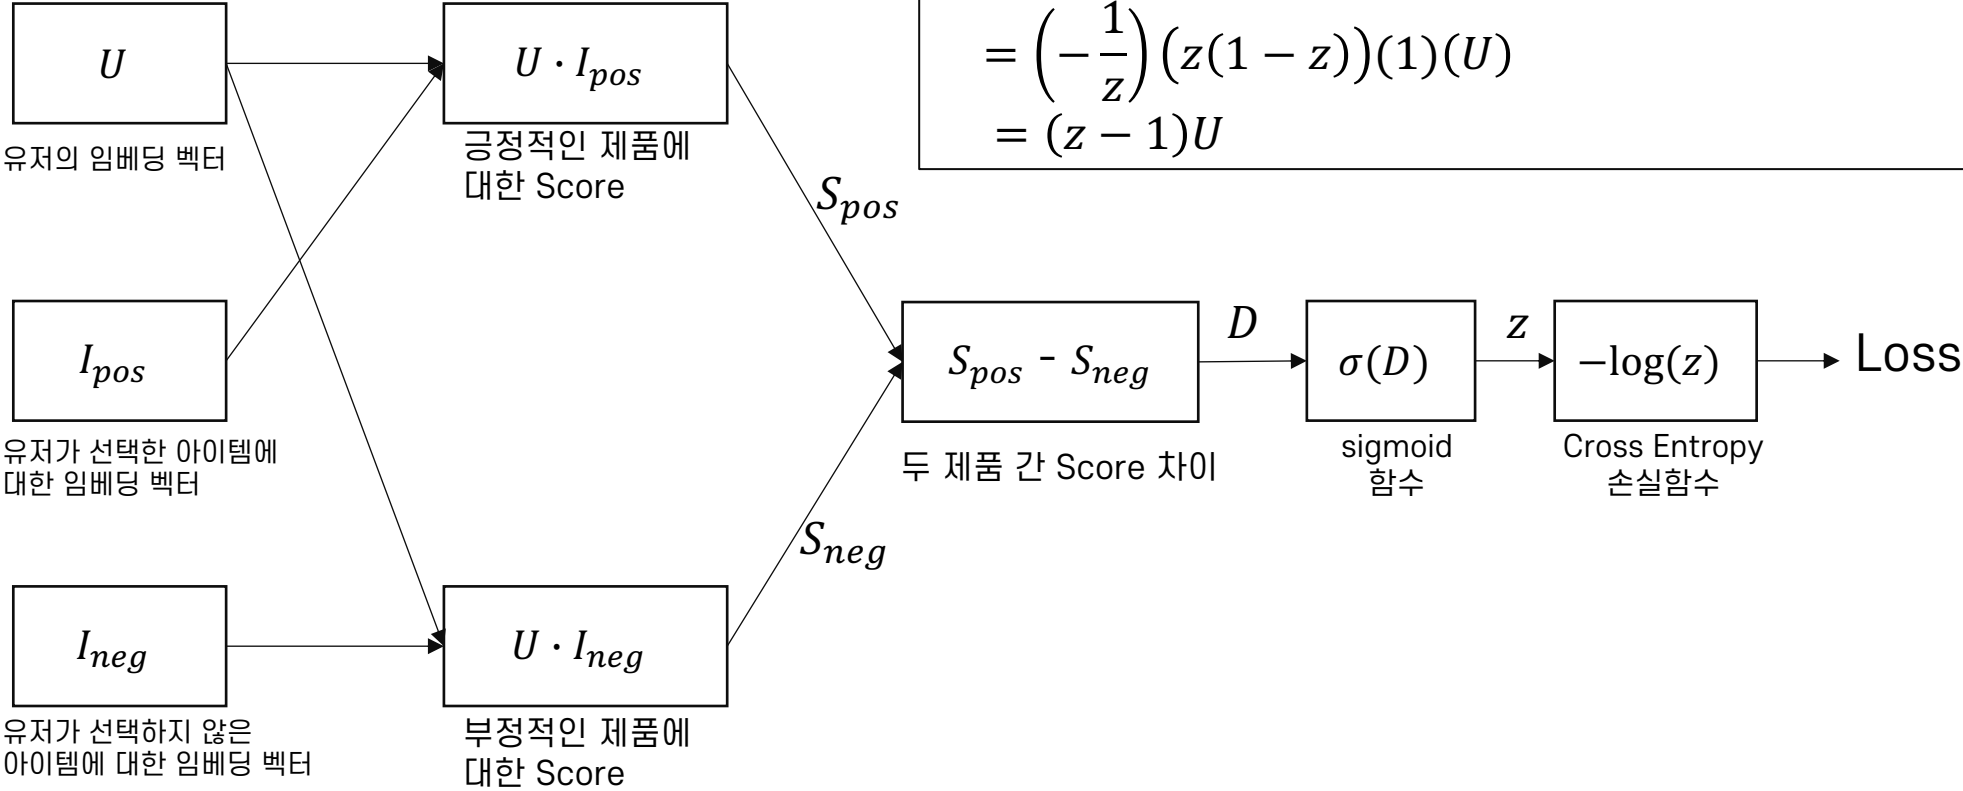 = (-1/z) (z(1 − z))(1)(U)
= (z − 1)U
U
유저의 임베딩 벡터
U · I_pos
긍정적인 제품에
대한 Score
S_pos
I_pos
유저가 선택한 아이템에
대한 임베딩 벡터
S_pos - S_neg
두 제품 간 Score 차이
D
σ(D)
sigmoid
함수
z
−log(z)
Cross Entropy
손실함수
Loss
S_neg
I_neg
유저가 선택하지 않은
아이템에 대한 임베딩 벡터
U · I_neg
부정적인 제품에
대한 Score